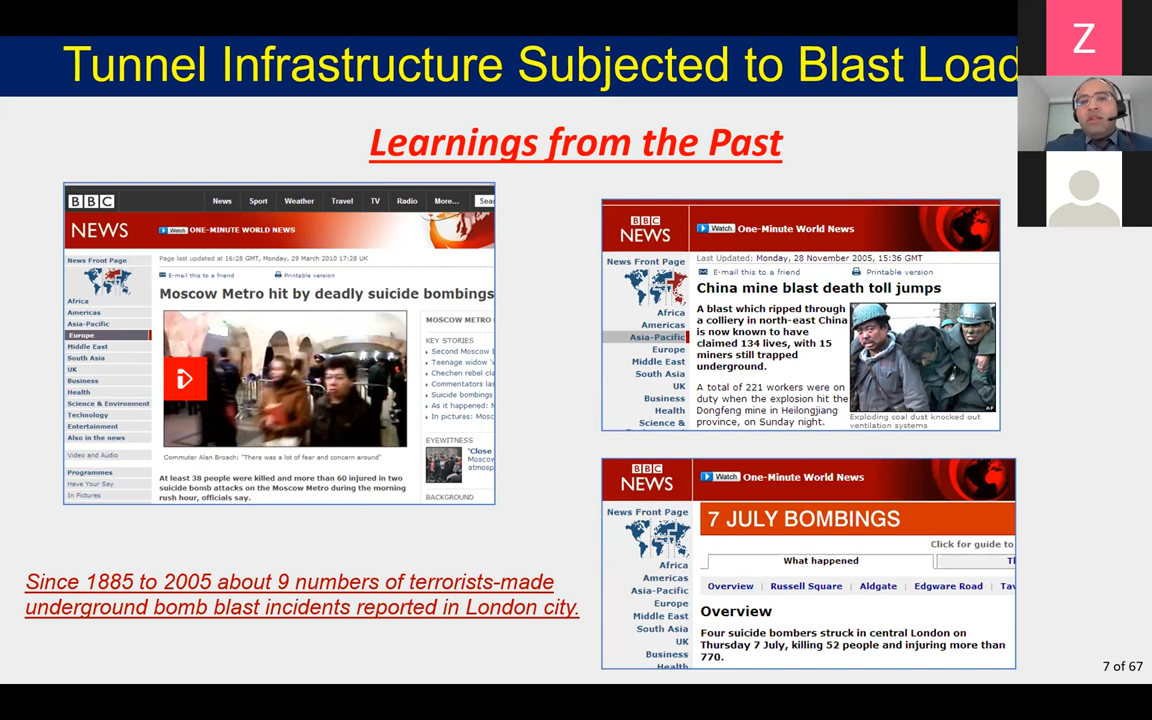 Tunnel Infrastructure Subjected to Blast Load
Z
Learnings from the Past
BBC
News Sport Weather Travel TV Radio More... Sea
NEWS
Watch ONE-MINUTE WORLD NEWS
News Front Page
Africa
Americas
Asia-Pacific
Europe
Middle East
South Asia
UK
Business
Health
Science & Environment
Technology
Entertainment
Also in the news
Video and Audio
Programmes
Have Your Say
In Pictures
Page last updated at 16:28 GMT, Monday, 29 March 2010 17:28 UK
E-mail this to a friend Printable version
Moscow Metro hit by deadly suicide bombings
Commuter Alan Broach: "There was a lot of fear and concern around"
At least 38 people were killed and more than 60 injured in two
suicide bomb attacks on the Moscow Metro during the morning
rush hour, officials say.
MOSCOW METRO
KEY STORIES
Second Moscow
Teenage widow
Chechen rebel cla
Commentators las
Suicide bombings
As it happened:
In pictures: Mosc
EYEWITNESS
'Close
Moscow
atmosp
BACKGROUND
BBC
NEWS
Watch One-Minute World News
News Front Page
Africa
Americas
Asia-Pacific
Europe
Middle East
South Asia
UK
Business
Health
Science &
Last Updated: Monday, 28 November 2005, 15:36 GMT
E-mail this to a friend Printable version
China mine blast death toll jumps
A blast which ripped through
a colliery in north-east China
is now known to have
claimed 134 lives, with 15
miners still trapped
underground.
A total of 221 workers were on
duty when the explosion hit the
Dongfeng mine in Heilongjiang
province, on Sunday night.
AP
Exploding coal dust knocked out
ventilation systems
BBC
NEWS
Watch One-Minute World News
News Front Page
Africa
Americas
Asia-Pacific
Europe
Middle East
South Asia
UK
Business
Health
7 JULY BOMBINGS
Click for guide to
What happened
Overview | Russell Square | Aldgate | Edgware Road | Tav
Overview
Four suicide bombers struck in central London on
Thursday 7 July, killing 52 people and injuring more than
770.
Since 1885 to 2005 about 9 numbers of terrorists-made
underground bomb blast incidents reported in London city.
7 of 67